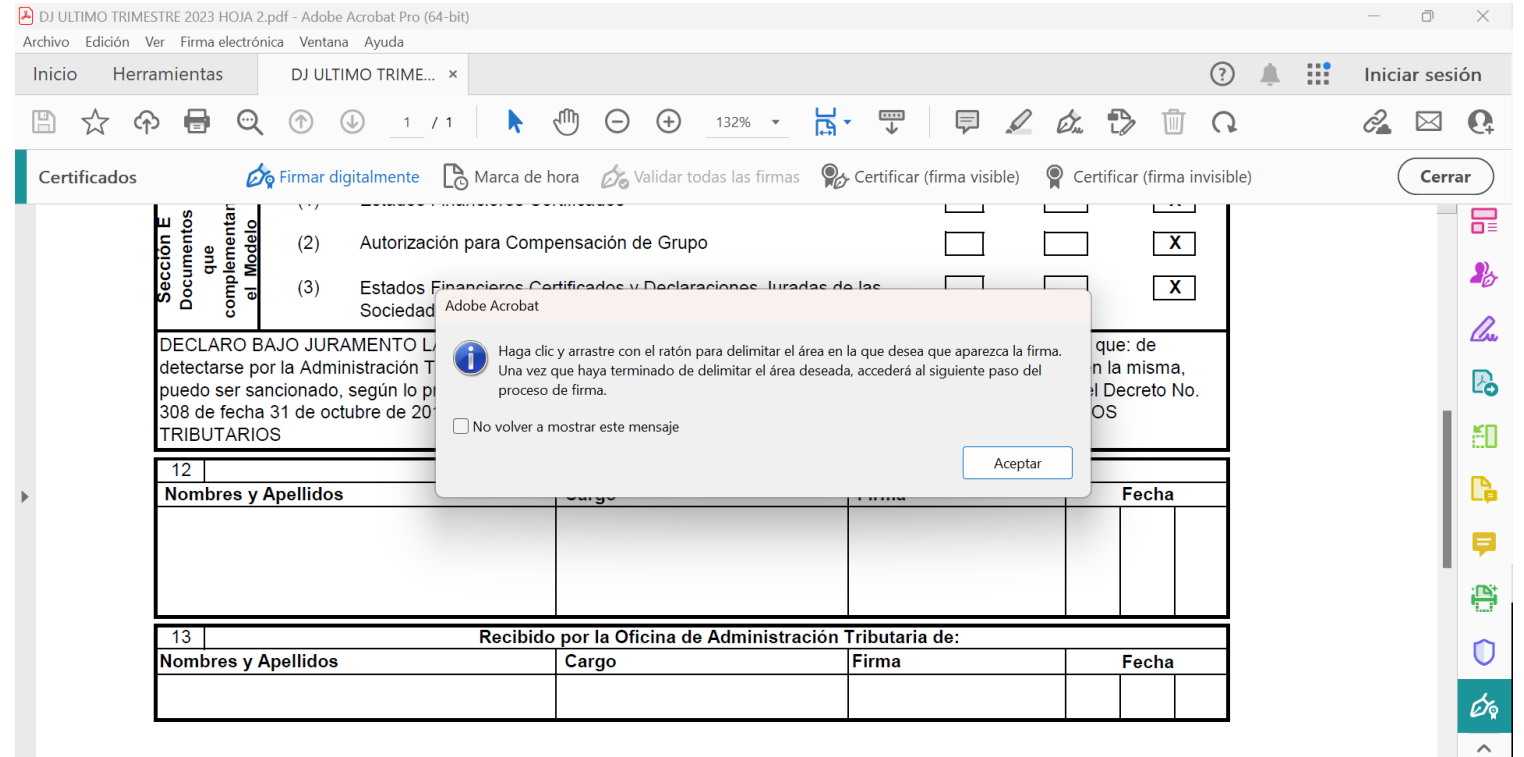 DJ ULTIMO TRIMESTRE 2023 HOJA 2.pdf - Adobe Acrobat Pro (64-bit)
Archivo Edición Ver Firma electrónica Ventana Ayuda
Inicio Herramientas DJ ULTIMO TRIME... × Iniciar sesión
1 / 1 132%
Certificados Firmar digitalmente Marca de hora Validar todas las firmas Certificar (firma visible) Certificar (firma invisible) Cerrar
Sección E
Documentos
que
complementan
el Modelo
(1) Estados Financieros Certificados X
(2) Autorización para Compensación de Grupo X
(3) Estados Financieros Certificados y Declaraciones Juradas de las X
Sociedad
Adobe Acrobat
Haga clic y arrastre con el ratón para delimitar el área en la que desea que aparezca la firma.
Una vez que haya terminado de delimitar el área deseada, accederá al siguiente paso del
proceso de firma.
No volver a mostrar este mensaje
Aceptar
DECLARO BAJO JURAMENTO que: de
detectarse por la Administración T n la misma,
puedo ser sancionado, según lo el Decreto No.
308 de fecha 31 de octubre de 20 OS
TRIBUTARIOS
12
Nombres y Apellidos Cargo Firma Fecha
13 Recibido por la Oficina de Administración Tributaria de:
Nombres y Apellidos Cargo Firma Fecha